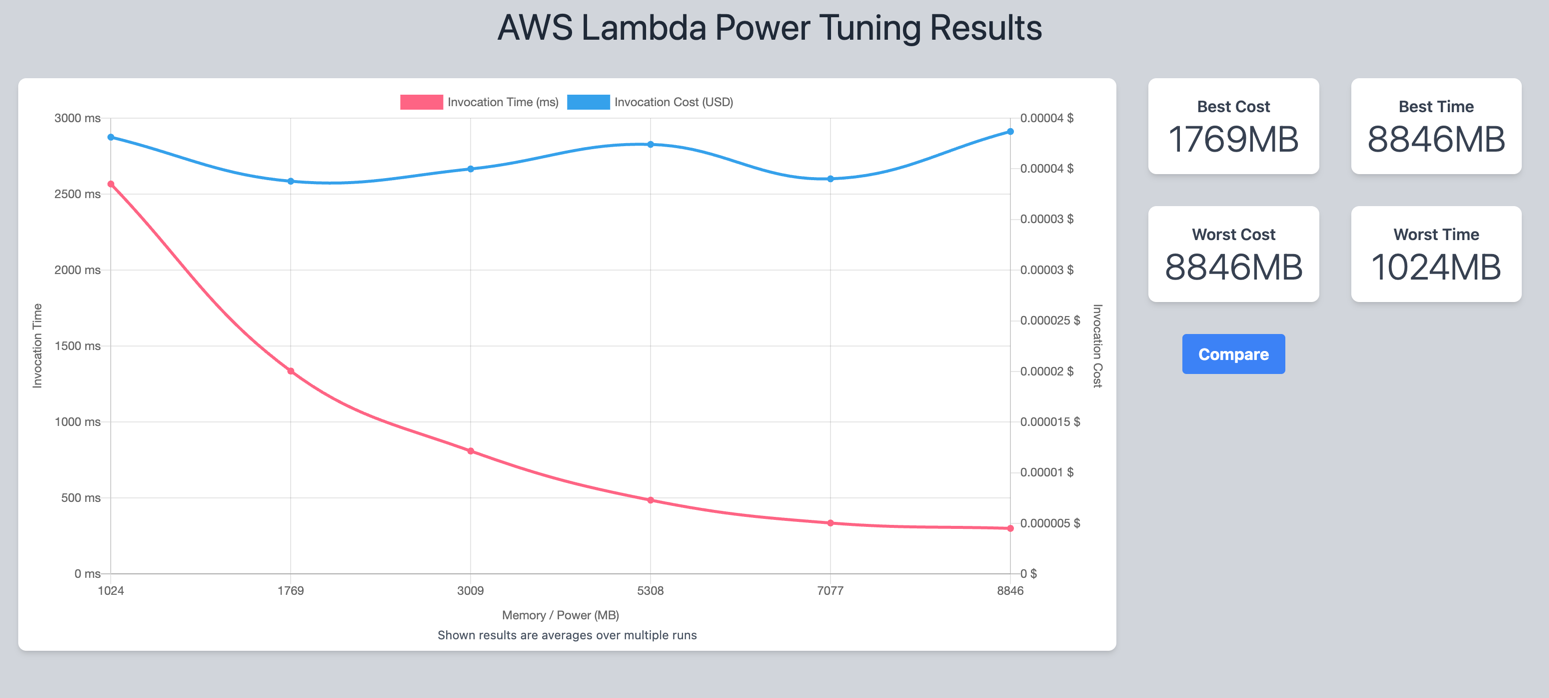 AWS Lambda Power Tuning Results
Invocation Time (ms)
Invocation Cost (USD)
3000 ms
2500 ms
2000 ms
1500 ms
1000 ms
500 ms
0 ms
Invocation Time
0.00004 $
0.00004 $
0.00003 $
0.00003 $
0.000025 $
0.00002 $
0.000015 $
0.00001 $
0.000005 $
0 $
Invocation Cost
1024
1769
3009
5308
7077
8846
Memory / Power (MB)
Shown results are averages over multiple runs
Best Cost
1769MB
Best Time
8846MB
Worst Cost
8846MB
Worst Time
1024MB
Compare